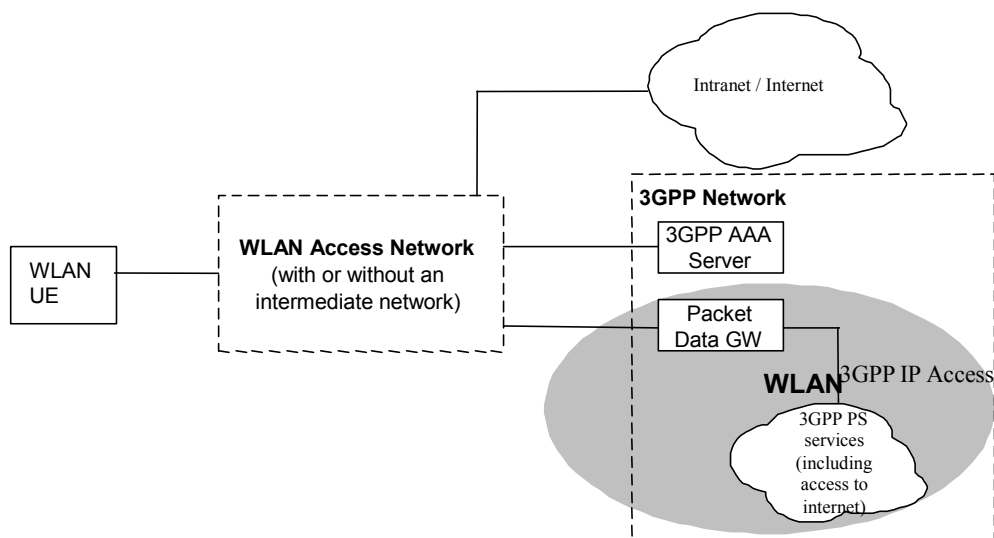 Intranet / Internet
3GPP Network
3GPP AAA
Server
WLAN Access Network
(with or without an
intermediate network)
WLAN
UE
Packet
Data GW
WLAN
3GPP IP Access
3GPP PS
services
(including
access to
internet)